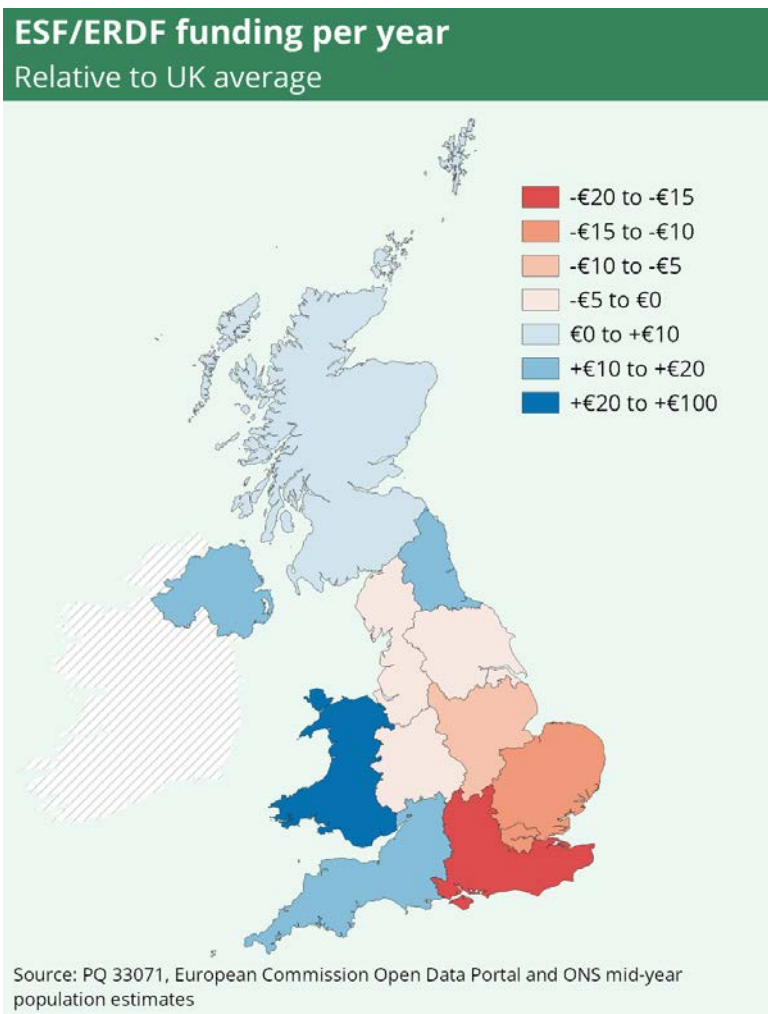 ESF/ERDF funding per year
Relative to UK average
-€20 to -€15
-€15 to -€10
-€10 to -€5
-€5 to €0
€0 to +€10
+€10 to +€20
+€20 to +€100
Source: PQ 33071, European Commission Open Data Portal and ONS mid-year
population estimates